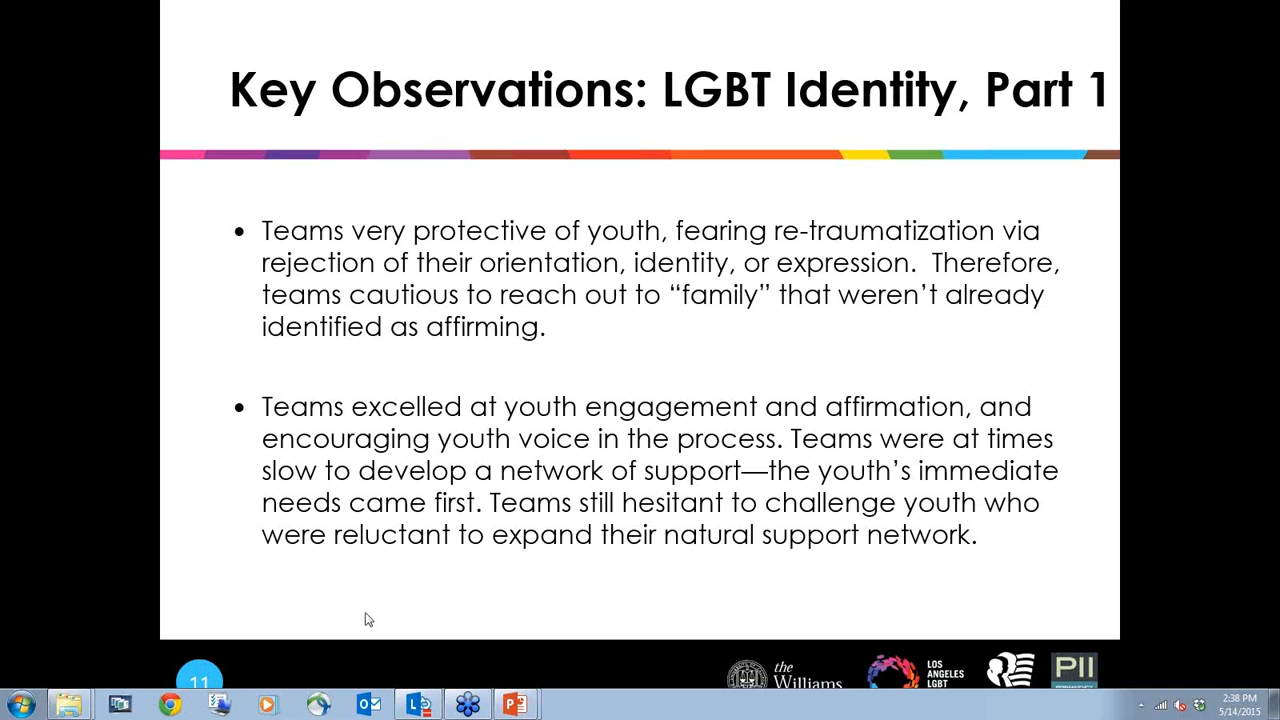 Key Observations: LGBT Identity, Part 1
• Teams very protective of youth, fearing re-traumatization via
rejection of their orientation, identity, or expression.  Therefore,
teams cautious to reach out to “family” that weren’t already
identified as affirming.
• Teams excelled at youth engagement and affirmation, and
encouraging youth voice in the process. Teams were at times
slow to develop a network of support—the youth’s immediate
needs came first. Teams still hesitant to challenge youth who
were reluctant to expand their natural support network.
11
the
Williams
LOS
ANGELES
LGBT
PII
2:38 PM
5/14/2015